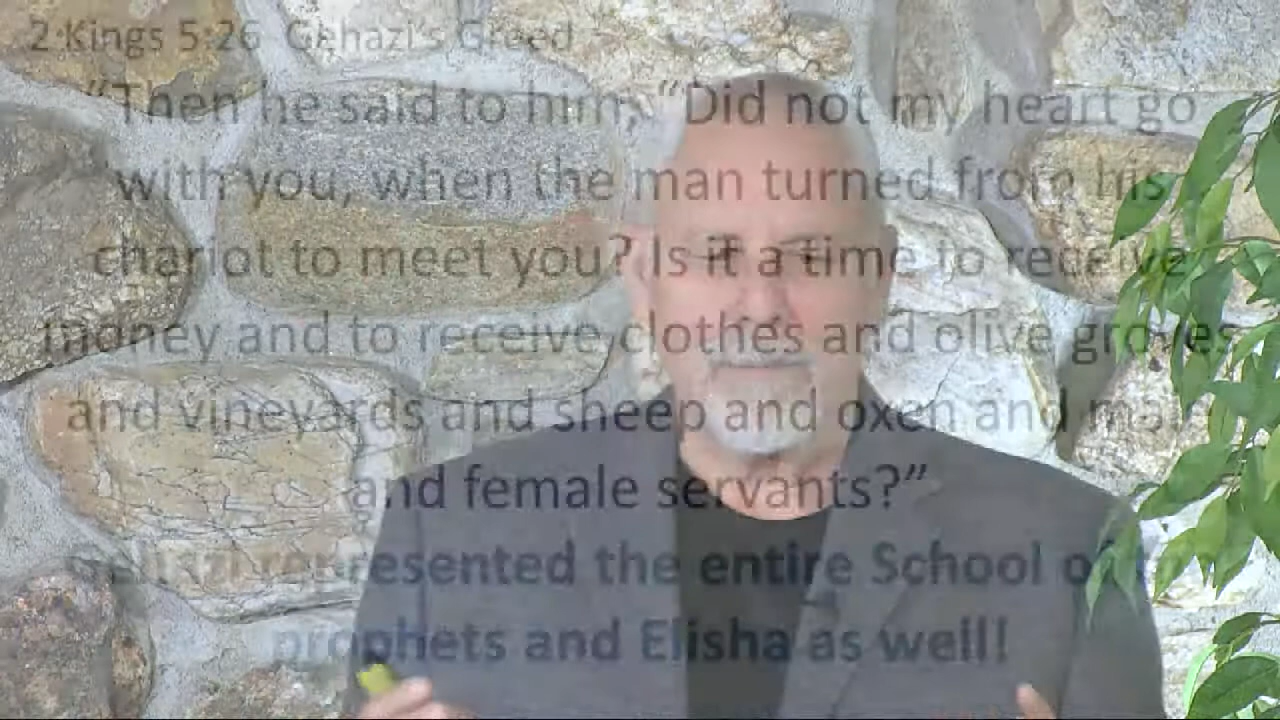 2 Kings 5:26 Gehazi's Greed
“Then he said to him, “Did not my heart go
with you, when the man turned from his
chariot to meet you? Is it a time to receive
money and to receive clothes and olive groves
and vineyards and sheep and oxen and male
and female servants?”
Gehazi represented the entire School of the
prophets and Elisha as well!